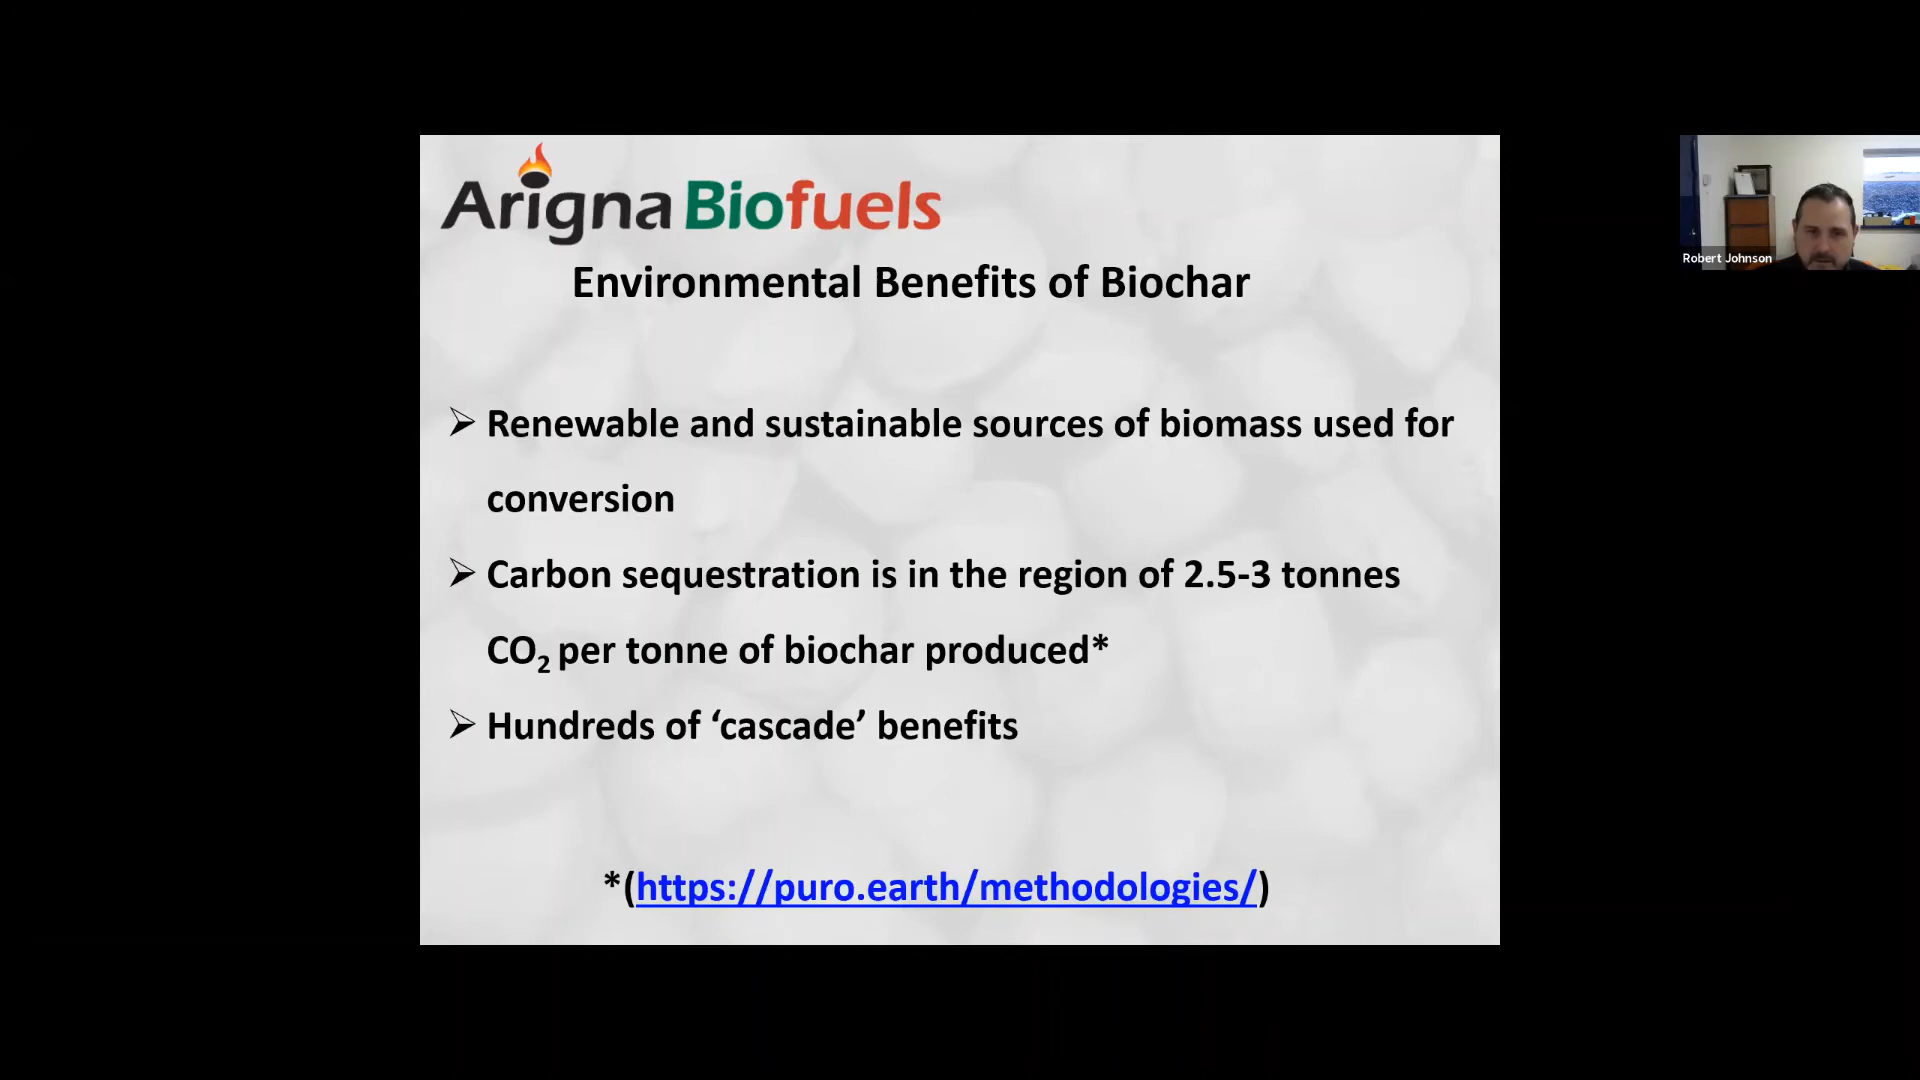 Arigna Biofuels
Environmental Benefits of Biochar
➢ Renewable and sustainable sources of biomass used for
conversion
➢ Carbon sequestration is in the region of 2.5-3 tonnes
CO₂ per tonne of biochar produced*
➢ Hundreds of ‘cascade’ benefits
*(https://puro.earth/methodologies/)
Robert Johnson